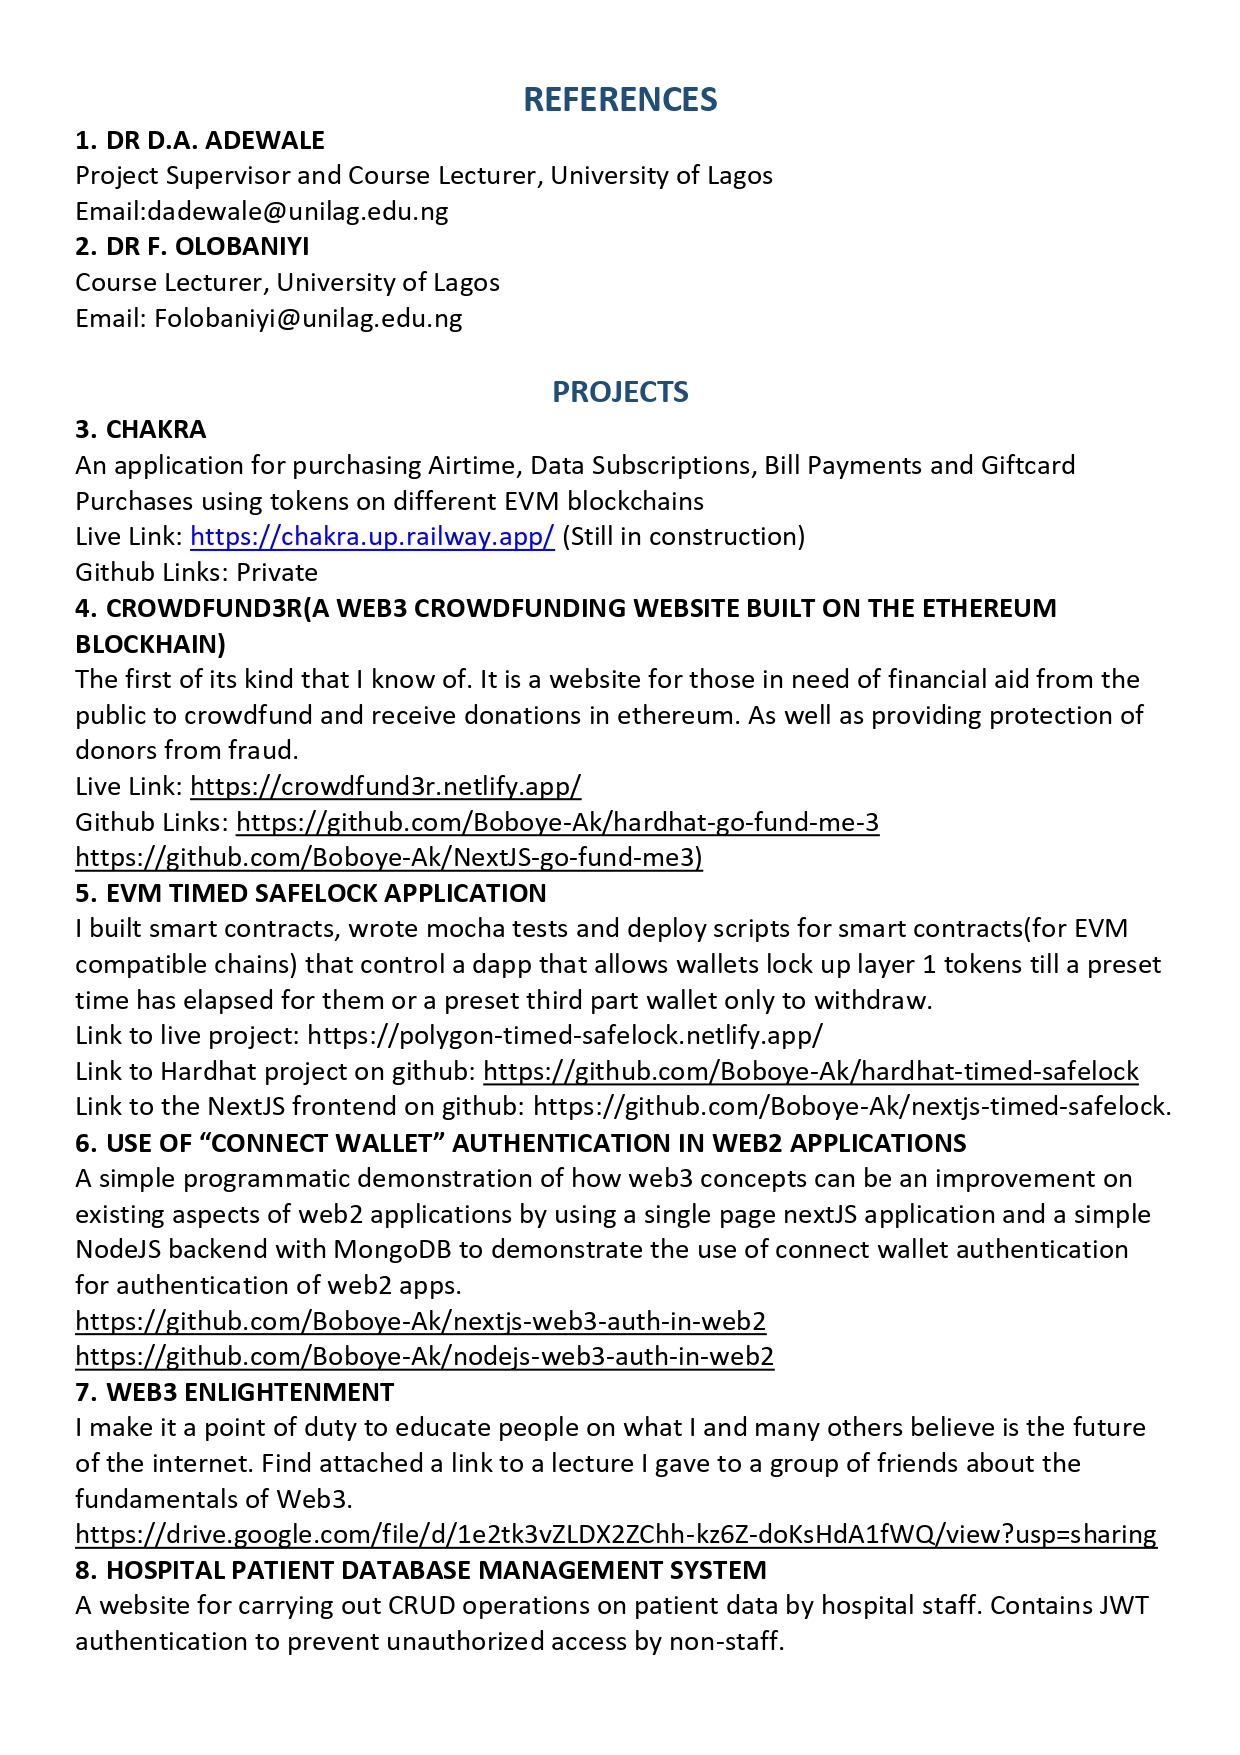 REFERENCES
1. DR D.A. ADEWALE
Project Supervisor and Course Lecturer, University of Lagos
Email:dadewale@unilag.edu.ng
2. DR F. OLOBANIYI
Course Lecturer, University of Lagos
Email: Folobaniyi@unilag.edu.ng
PROJECTS
3. CHAKRA
An application for purchasing Airtime, Data Subscriptions, Bill Payments and Giftcard
Purchases using tokens on different EVM blockchains
Live Link: https://chakra.up.railway.app/ (Still in construction)
Github Links: Private
4. CROWDFUND3R(A WEB3 CROWDFUNDING WEBSITE BUILT ON THE ETHEREUM
BLOCKHAIN)
The first of its kind that I know of. It is a website for those in need of financial aid from the
public to crowdfund and receive donations in ethereum. As well as providing protection of
donors from fraud.
Live Link: https://crowdfund3r.netlify.app/
Github Links: https://github.com/Boboye-Ak/hardhat-go-fund-me-3
https://github.com/Boboye-Ak/NextJS-go-fund-me3)
5. EVM TIMED SAFELOCK APPLICATION
I built smart contracts, wrote mocha tests and deploy scripts for smart contracts(for EVM
compatible chains) that control a dapp that allows wallets lock up layer 1 tokens till a preset
time has elapsed for them or a preset third part wallet only to withdraw.
Link to live project: https://polygon-timed-safelock.netlify.app/
Link to Hardhat project on github: https://github.com/Boboye-Ak/hardhat-timed-safelock
Link to the NextJS frontend on github: https://github.com/Boboye-Ak/nextjs-timed-safelock.
6. USE OF “CONNECT WALLET” AUTHENTICATION IN WEB2 APPLICATIONS
A simple programmatic demonstration of how web3 concepts can be an improvement on
existing aspects of web2 applications by using a single page nextJS application and a simple
NodeJS backend with MongoDB to demonstrate the use of connect wallet authentication
for authentication of web2 apps.
https://github.com/Boboye-Ak/nextjs-web3-auth-in-web2
https://github.com/Boboye-Ak/nodejs-web3-auth-in-web2
7. WEB3 ENLIGHTENMENT
I make it a point of duty to educate people on what I and many others believe is the future
of the internet. Find attached a link to a lecture I gave to a group of friends about the
fundamentals of Web3.
https://drive.google.com/file/d/1e2tk3vZLDX2ZChh-kz6Z-doKsHdA1fWQ/view?usp=sharing
8. HOSPITAL PATIENT DATABASE MANAGEMENT SYSTEM
A website for carrying out CRUD operations on patient data by hospital staff. Contains JWT
authentication to prevent unauthorized access by non-staff.